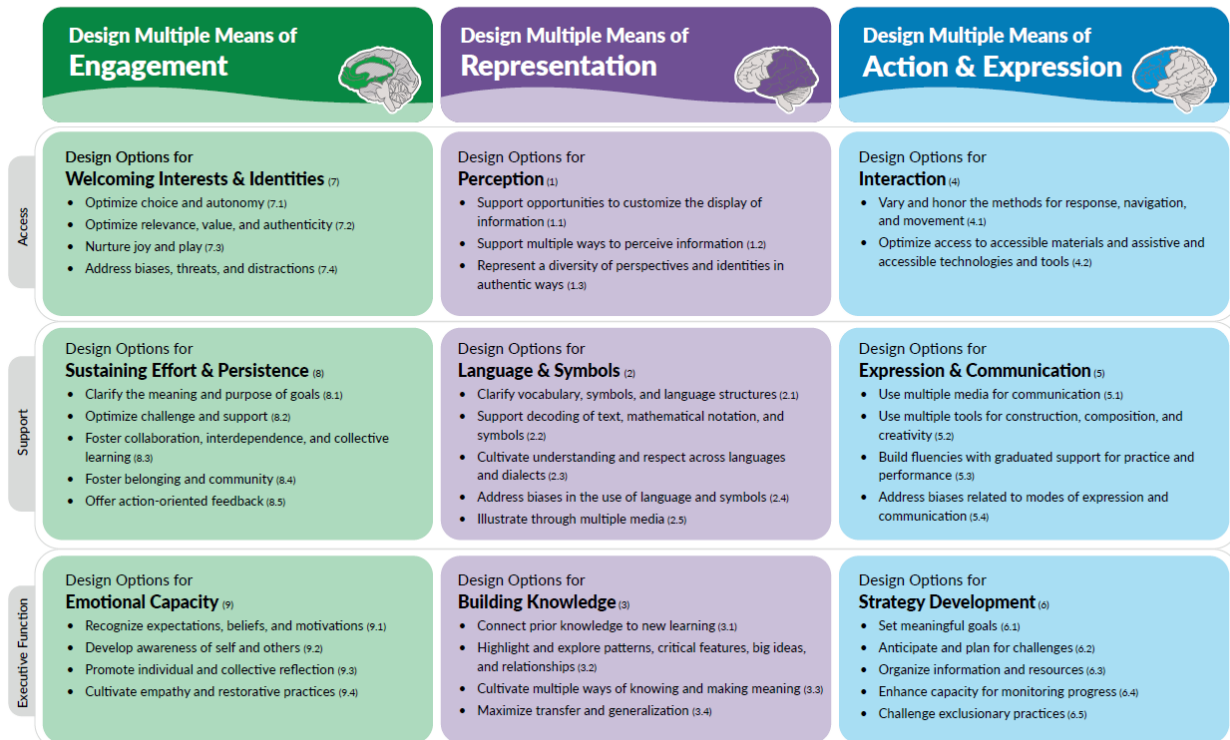 Design Multiple Means of
Engagement
Design Multiple Means of
Representation
Design Multiple Means of
Action & Expression
Access
Design Options for
Welcoming Interests & Identities (7)
• Optimize choice and autonomy (7.1)
• Optimize relevance, value, and authenticity (7.2)
• Nurture joy and play (7.3)
• Address biases, threats, and distractions (7.4)
Design Options for
Perception (1)
• Support opportunities to customize the display of
information (1.1)
• Support multiple ways to perceive information (1.2)
• Represent a diversity of perspectives and identities in
authentic ways (1.3)
Design Options for
Interaction (4)
• Vary and honor the methods for response, navigation,
and movement (4.1)
• Optimize access to accessible materials and assistive and
accessible technologies and tools (4.2)
Support
Design Options for
Sustaining Effort & Persistence (8)
• Clarify the meaning and purpose of goals (8.1)
• Optimize challenge and support (8.2)
• Foster collaboration, interdependence, and collective
learning (8.3)
• Foster belonging and community (8.4)
• Offer action-oriented feedback (8.5)
Design Options for
Language & Symbols (2)
• Clarify vocabulary, symbols, and language structures (2.1)
• Support decoding of text, mathematical notation, and
symbols (2.2)
• Cultivate understanding and respect across languages
and dialects (2.3)
• Address biases in the use of language and symbols (2.4)
• Illustrate through multiple media (2.5)
Design Options for
Expression & Communication (5)
• Use multiple media for communication (5.1)
• Use multiple tools for construction, composition, and
creativity (5.2)
• Build fluencies with graduated support for practice and
performance (5.3)
• Address biases related to modes of expression and
communication (5.4)
Executive Function
Design Options for
Emotional Capacity (9)
• Recognize expectations, beliefs, and motivations (9.1)
• Develop awareness of self and others (9.2)
• Promote individual and collective reflection (9.3)
• Cultivate empathy and restorative practices (9.4)
Design Options for
Building Knowledge (3)
• Connect prior knowledge to new learning (3.1)
• Highlight and explore patterns, critical features, big ideas,
and relationships (3.2)
• Cultivate multiple ways of knowing and making meaning (3.3)
• Maximize transfer and generalization (3.4)
Design Options for
Strategy Development (6)
• Set meaningful goals (6.1)
• Anticipate and plan for challenges (6.2)
• Organize information and resources (6.3)
• Enhance capacity for monitoring progress (6.4)
• Challenge exclusionary practices (6.5)